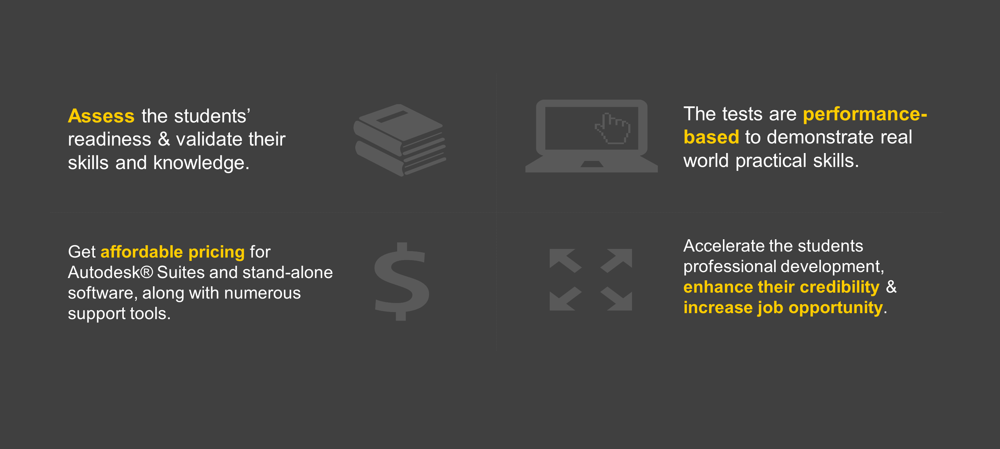 Assess the students’
readiness & validate their
skills and knowledge.
The tests are performance-
based to demonstrate real
world practical skills.
Get affordable pricing for
Autodesk® Suites and stand-alone
software, along with numerous
support tools.
Accelerate the students
professional development,
enhance their credibility &
increase job opportunity.